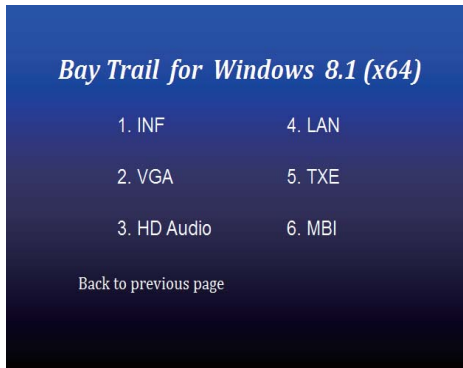 Bay Trail for Windows 8.1 (x64)
1. INF
2. VGA
3. HD Audio
4. LAN
5. TXE
6. MBI
Back to previous page